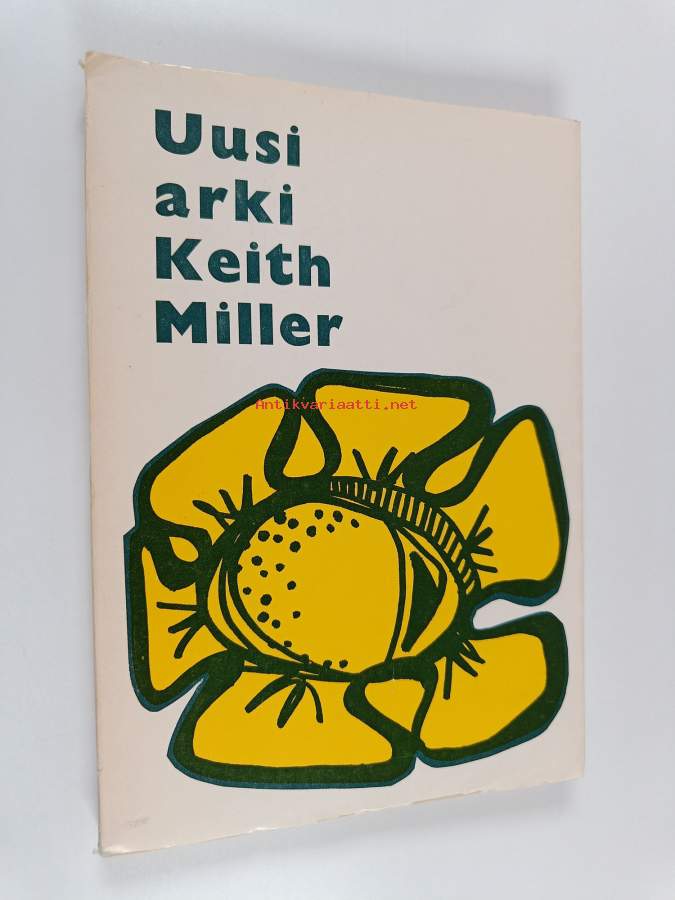 Uusi
arki
Keith
Miller
Antikvariaatti.net